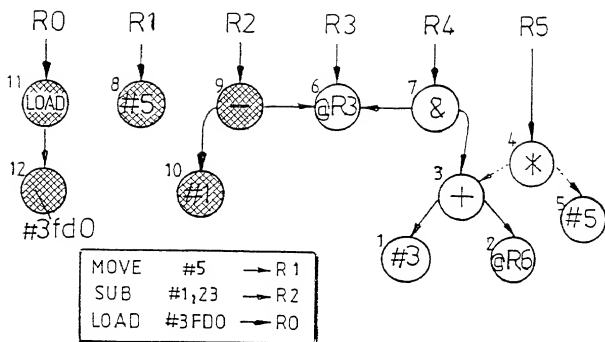 R0 R1 R2 R3 R4 R5
11 8 9 6 7
LOAD #5 — @R3 &
12 10 3 4
#1 + * 5
#3fd0 #5
1 2
#3 @R6
MOVE #5 → R1
SUB #1,23 → R2
LOAD #3FD0 → R0